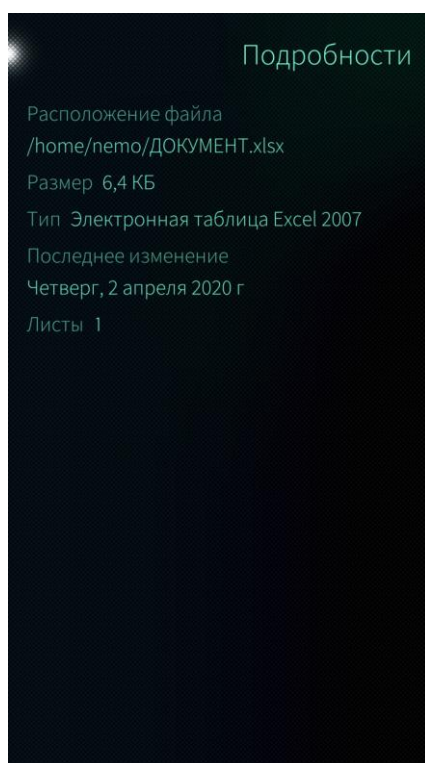 Подробности
Расположение файла
/home/nemo/ДОКУМЕНТ.xlsx
Размер 6,4 КБ
Тип Электронная таблица Excel 2007
Последнее изменение
Четверг, 2 апреля 2020 г
Листы 1